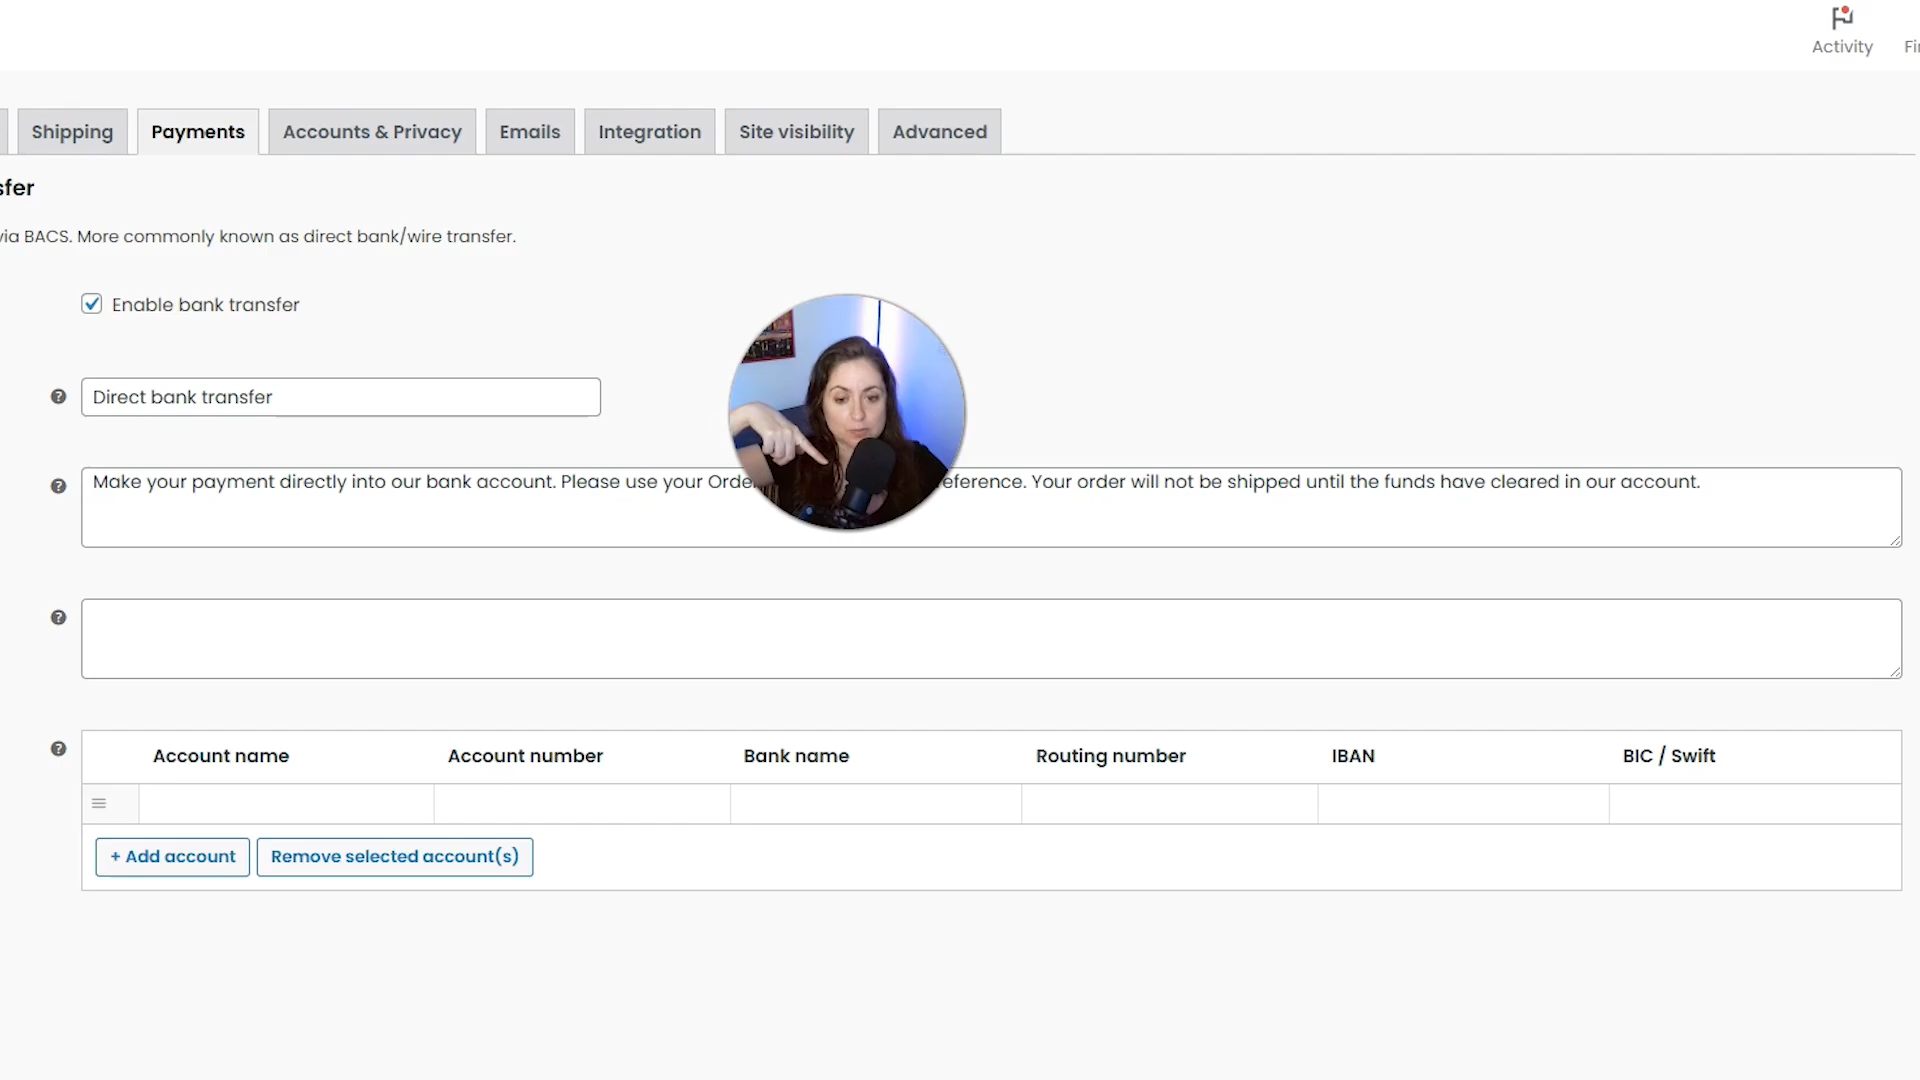 Activity
Shipping
Payments
Accounts & Privacy
Emails
Integration
Site visibility
Advanced
sfer
via BACS. More commonly known as direct bank/wire transfer.
Enable bank transfer
Direct bank transfer
Make your payment directly into our bank account. Please use your Order
eference. Your order will not be shipped until the funds have cleared in our account.
Account name
Account number
Bank name
Routing number
IBAN
BIC / Swift
+ Add account
Remove selected account(s)